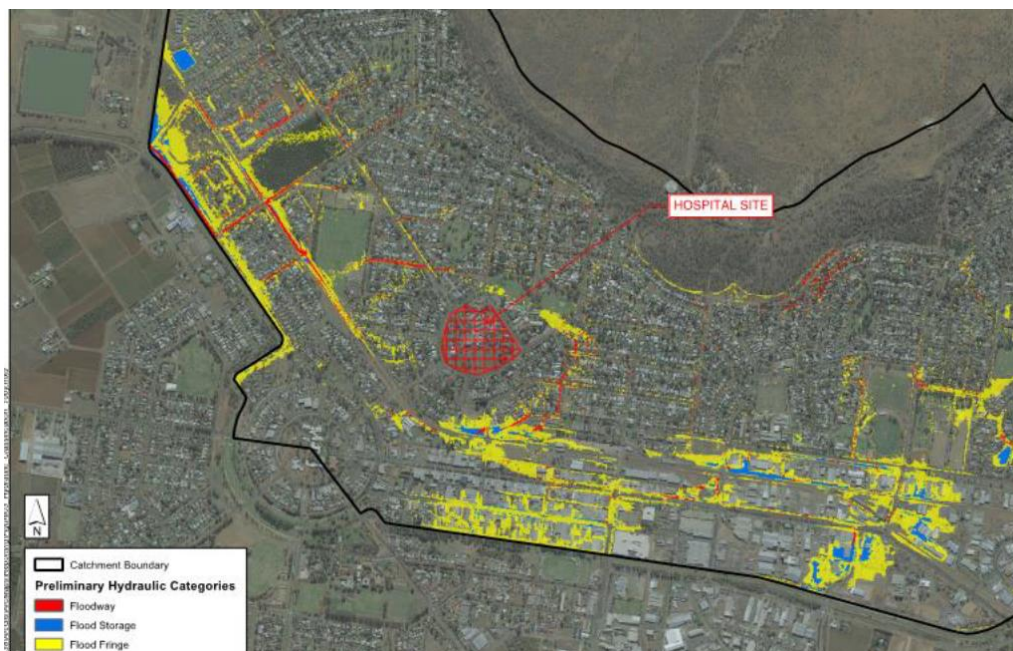 HOSPITAL SITE
N
Catchment Boundary
Preliminary Hydraulic Categories
Floodway
Flood Storage
Flood Fringe